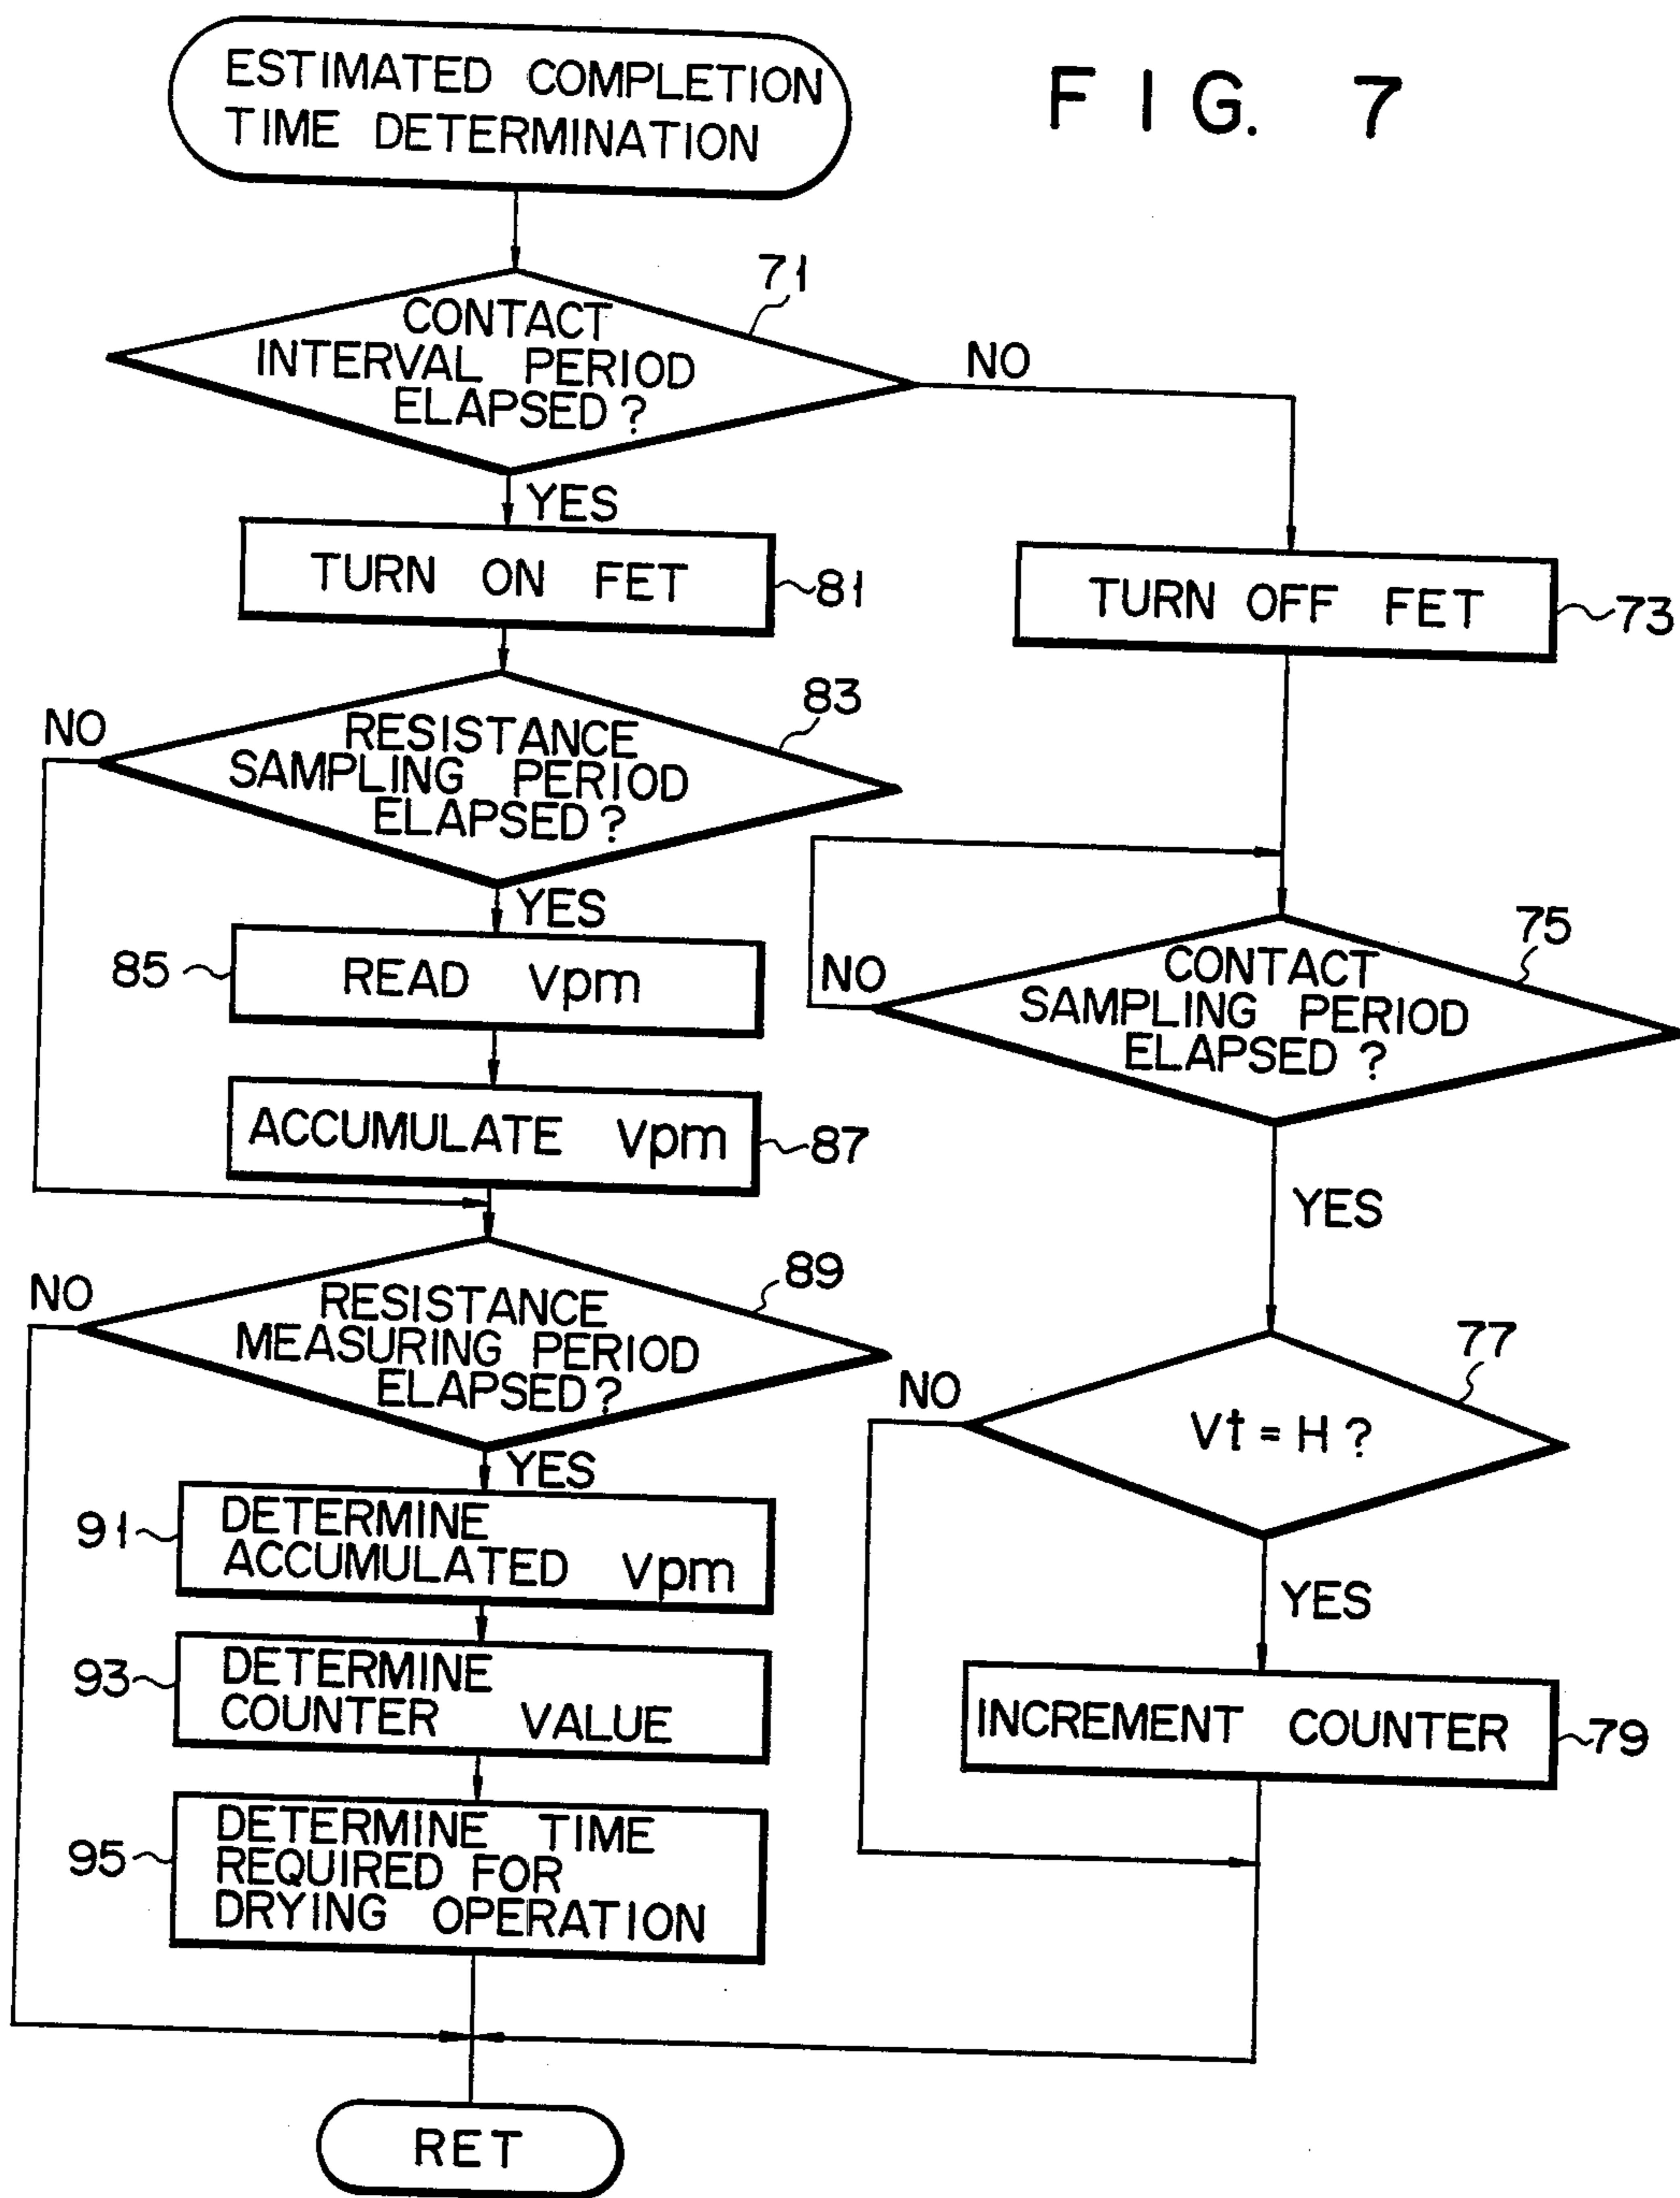 ESTIMATED COMPLETION
TIME DETERMINATION
FIG. 7
71
CONTACT
INTERVAL PERIOD
ELAPSED?
NO
YES
TURN ON FET
81
TURN OFF FET
73
83
NO
RESISTANCE
SAMPLING PERIOD
ELAPSED?
YES
85
READ Vpm
75
NO
CONTACT
SAMPLING PERIOD
ELAPSED?
ACCUMULATE Vpm
87
YES
89
NO
RESISTANCE
MEASURING PERIOD
ELAPSED?
YES
77
NO
Vt = H ?
YES
91
DETERMINE
ACCUMULATED Vpm
93
DETERMINE
COUNTER VALUE
INCREMENT COUNTER
79
95
DETERMINE TIME
REQUIRED FOR
DRYING OPERATION
RET